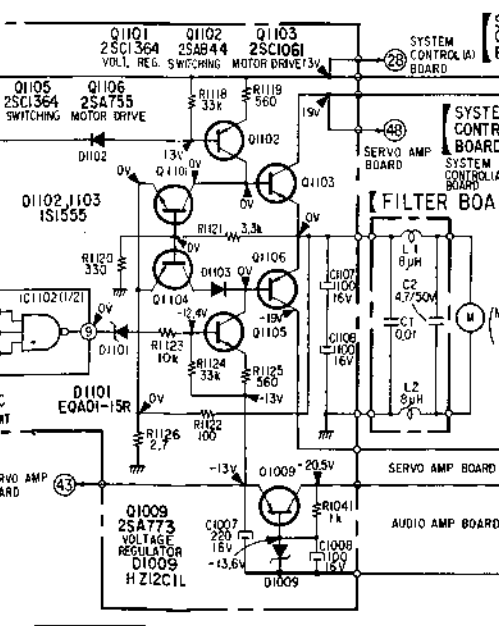 Q1101 Q1102 Q1103
2SC1364 2SA844 2SC1061
VOLT. REG. SWITCHING MOTOR DRIVE
13V
28
SYSTEM
CONTROL(A)
BOARD
Q1105 Q1106
2SC1364 2SA755
SWITCHING MOTOR DRIVE
R1118
33k
R1119
560
19V
48
SERVO AMP
BOARD
D1102
Q1102
13V
0V
Q1101
0V
Q1103
0V
SYSTEM
BOARD
D1102,1103
1S1555
FILTER BOA
R1121 3.3k
0V
0V
R1120
330
Q1106
D1103
0V
Q1104
C1107
100
16V
L1
8μH
C2
4.7/50V
C1
0.01
M
IC1102(1/2)
0V
9
D1101
-12.4V
-19V
Q1105
R1123
10k
R1124
33k
R1125
560
C1108
100
16V
L2
8μH
D1101
EQA01-15R
0V
-13V
R1122
100
R1126
2.7
RVO AMP
ARD
43
-13V
Q1009
-20.5V
SERVO AMP BOARD
Q1009
2SA773
VOLTAGE
REGULATOR
D1009
HZ12C1L
C1007
220
16V
-13.6V
D1009
R1041
1k
C1008
100
16V
AUDIO AMP BOARD